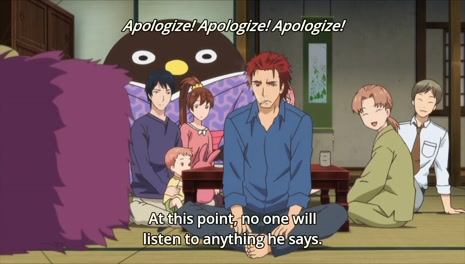 Apologize! Apologize! Apologize!
At this point, no one will
listen to anything he says.